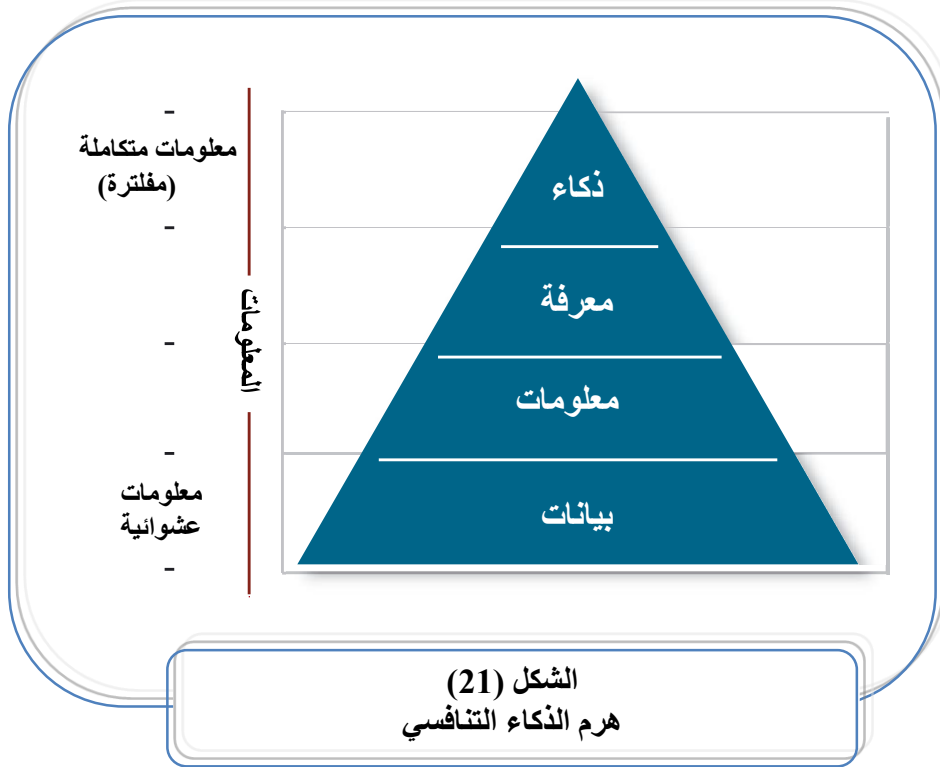 معلومات متكاملة
(مفلترة)
المعلومات
معلومات
عشوائية
ذكاء
معرفة
معلومات
بيانات
الشكل (21)
هرم الذكاء التنافسي